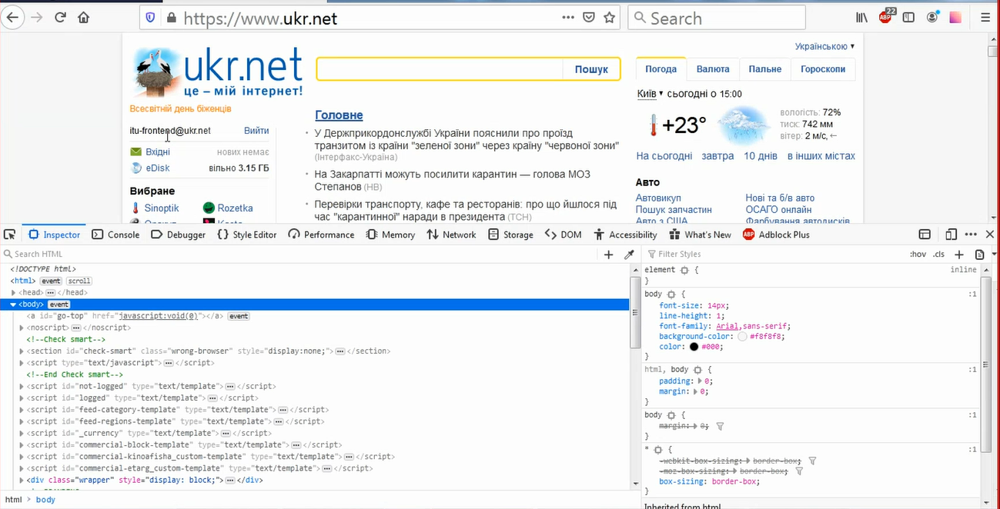 https://www.ukr.net
22
Search
Українською
ukr.net
це – мій інтернет!
Пошук
Погода Валюта Пальне Гороскопи
Всесвітній день біженців
Київ сьогодні о 15:00
itu-frontend@ukr.net Вийти
+23°
вологість: 72%
тиск: 742 мм
вітер: 2 м/с, ←
Вхідні нових немає
eDisk вільно 3.15 ГБ
На сьогодні завтра 10 днів в інших містах
Вибране
Sinoptik Rozetka
Головне
У Держприкордонслужбі України пояснили про проїзд
транзитом із країни "зеленої зони" через країну "червоної зони"
(Інтерфакс-Україна)
На Закарпатті можуть посилити карантин — голова МОЗ
Степанов (НВ)
Перевірки транспорту, кафе та ресторанів: про що йшлося під
час "карантинної" наради в президента (ТСН)
Авто
Автовикуп Нові та б/в авто
Пошук запчастин ОСАГО онлайн
Авто з США Фарбування автодисків
Inspector Console Debugger Style Editor Performance Memory Network Storage DOM Accessibility What's New ABP Adblock Plus
Search HTML
<!DOCTYPE html>
<html> event scroll
<head> </head>
<body> event
<a id="go-top" href="javascript:void(0)"></a> event
<noscript> </noscript>
<!--Check smart-->
<section id="check-smart" class="wrong-browser" style="display:none;"> </section>
<script type="text/javascript"> </script>
<!--End Check smart-->
<script id="not-logged" type="text/template"> </script>
<script id="logged" type="text/template"> </script>
<script id="feed-category-template" type="text/template"> </script>
<script id="feed-regions-template" type="text/template"> </script>
<script id="_currency" type="text/template"> </script>
<script id="commercial-block-template" type="text/template"> </script>
<script id="commercial-kinoafisha_custom-template" type="text/template"> </script>
<script id="commercial-etarg_custom-template" type="text/template"> </script>
<div class="wrapper" style="display: block;"> </div>
html > body
Filter Styles :hov .cls
element { inline
}
body { :1
font-size: 14px;
line-height: 1;
font-family: Arial,sans-serif;
background-color: #f8f8f8;
color: #000;
}
html, body { :1
padding: 0;
margin: 0;
}
body { :1
margin: 0;
}
* { :1
-webkit-box-sizing: border-box;
-moz-box-sizing: border-box;
box-sizing: border-box;
}
Inherited from html